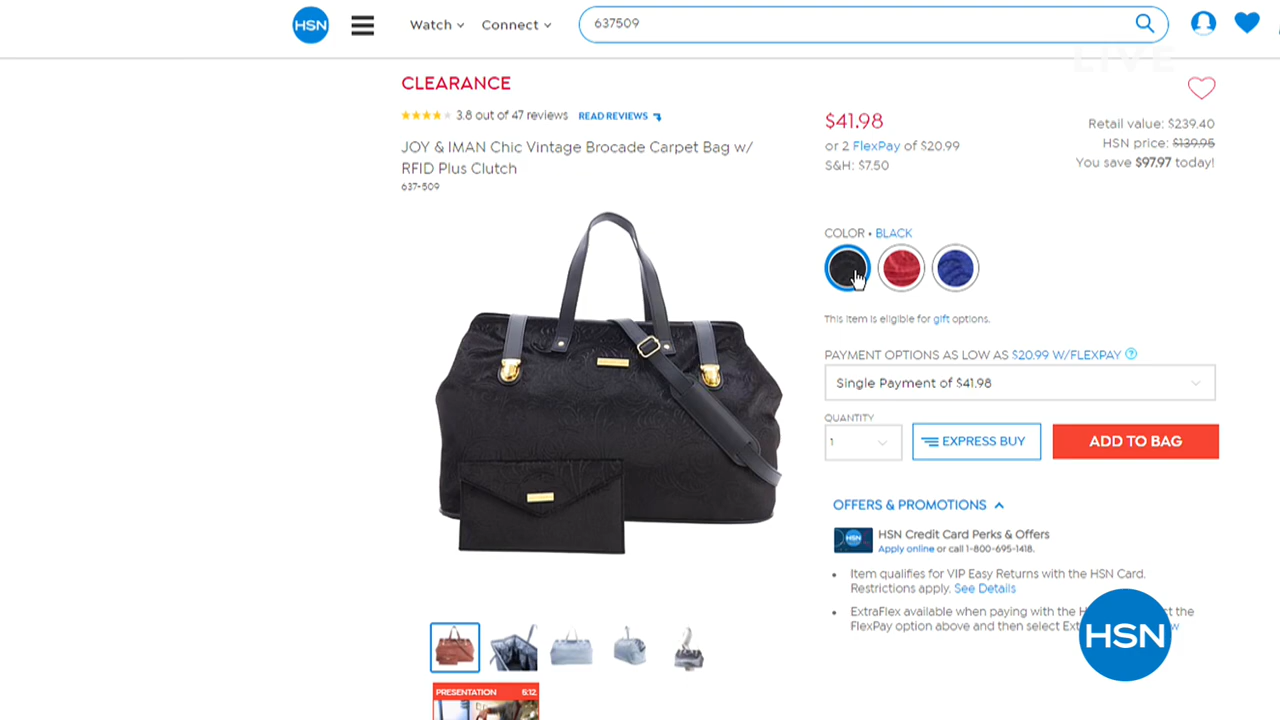 HSN
Watch
Connect
637509
LIVE
CLEARANCE
3.8 out of 47 reviews READ REVIEWS
JOY & IMAN Chic Vintage Brocade Carpet Bag w/
RFID Plus Clutch
637-509
$41.98
or 2 FlexPay of $20.99
S&H: $7.50
Retail value: $239.40
HSN price: $139.95
You save $97.97 today!
COLOR • BLACK
This item is eligible for gift options.
PAYMENT OPTIONS AS LOW AS $20.99 W/FLEXPAY ?
Single Payment of $41.98
QUANTITY
1
EXPRESS BUY
ADD TO BAG
OFFERS & PROMOTIONS
HSN
HSN Credit Card Perks & Offers
Apply online or call 1-800-695-1418.
• Item qualifies for VIP Easy Returns with the HSN Card.
Restrictions apply. See Details
• ExtraFlex available when paying with the
the
FlexPay option above and then select
HSN
PRESENTATION 5:12